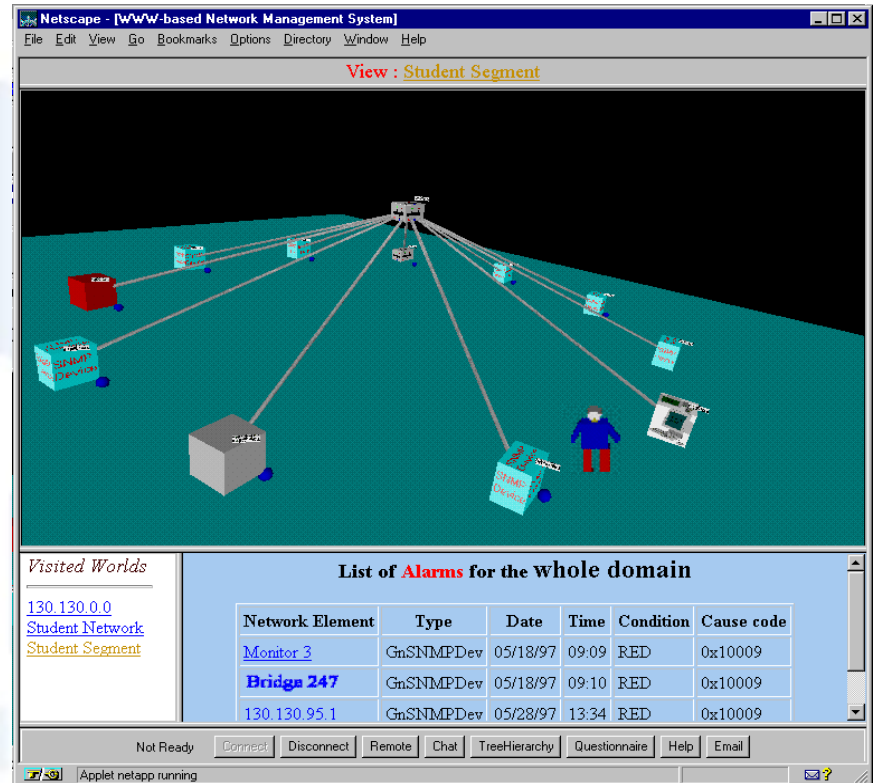 Netscape - [WWW-based Network Management System]
File Edit View Go Bookmarks Options Directory Window Help
View : Student Segment
SNMP
Device
SNMP
Device
Visited Worlds
130.130.0.0
Student Network
Student Segment
List of Alarms for the whole domain
Network Element Type Date Time Condition Cause code
Monitor 3 GnSNMPDev 05/18/97 09:09 RED 0x10009
Bridge 247 GnSNMPDev 05/18/97 09:10 RED 0x10009
130.130.95.1 GnSNMPDev 05/28/97 13:34 RED 0x10009
Not Ready Connect Disconnect Remote Chat TreeHierarchy Questionnaire Help Email
Applet netapp running